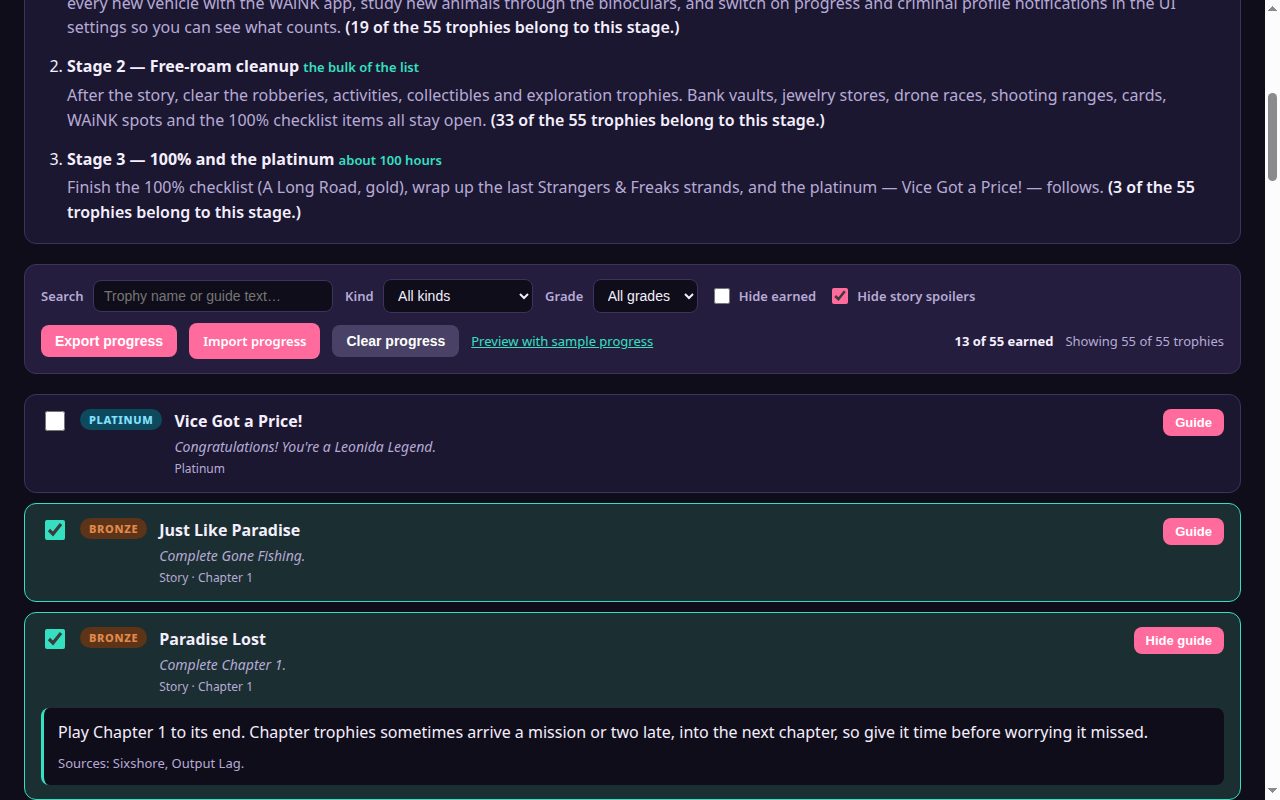 every new vehicle with the WAiNK app, study new animals through the binoculars, and switch on progress and criminal profile notifications in the UI
settings so you can see what counts. (19 of the 55 trophies belong to this stage.)
2. Stage 2 — Free-roam cleanup the bulk of the list
After the story, clear the robberies, activities, collectibles and exploration trophies. Bank vaults, jewelry stores, drone races, shooting ranges, cards,
WAiNK spots and the 100% checklist items all stay open. (33 of the 55 trophies belong to this stage.)
3. Stage 3 — 100% and the platinum about 100 hours
Finish the 100% checklist (A Long Road, gold), wrap up the last Strangers & Freaks strands, and the platinum — Vice Got a Price! — follows. (3 of the 55
trophies belong to this stage.)
Search Trophy name or guide text… Kind All kinds Grade All grades Hide earned Hide story spoilers
Export progress Import progress Clear progress Preview with sample progress 13 of 55 earned Showing 55 of 55 trophies
PLATINUM Vice Got a Price! Guide
Congratulations! You're a Leonida Legend.
Platinum
BRONZE Just Like Paradise Guide
Complete Gone Fishing.
Story · Chapter 1
BRONZE Paradise Lost Hide guide
Complete Chapter 1.
Story · Chapter 1
Play Chapter 1 to its end. Chapter trophies sometimes arrive a mission or two late, into the next chapter, so give it time before worrying it missed.
Sources: Sixshore, Output Lag.